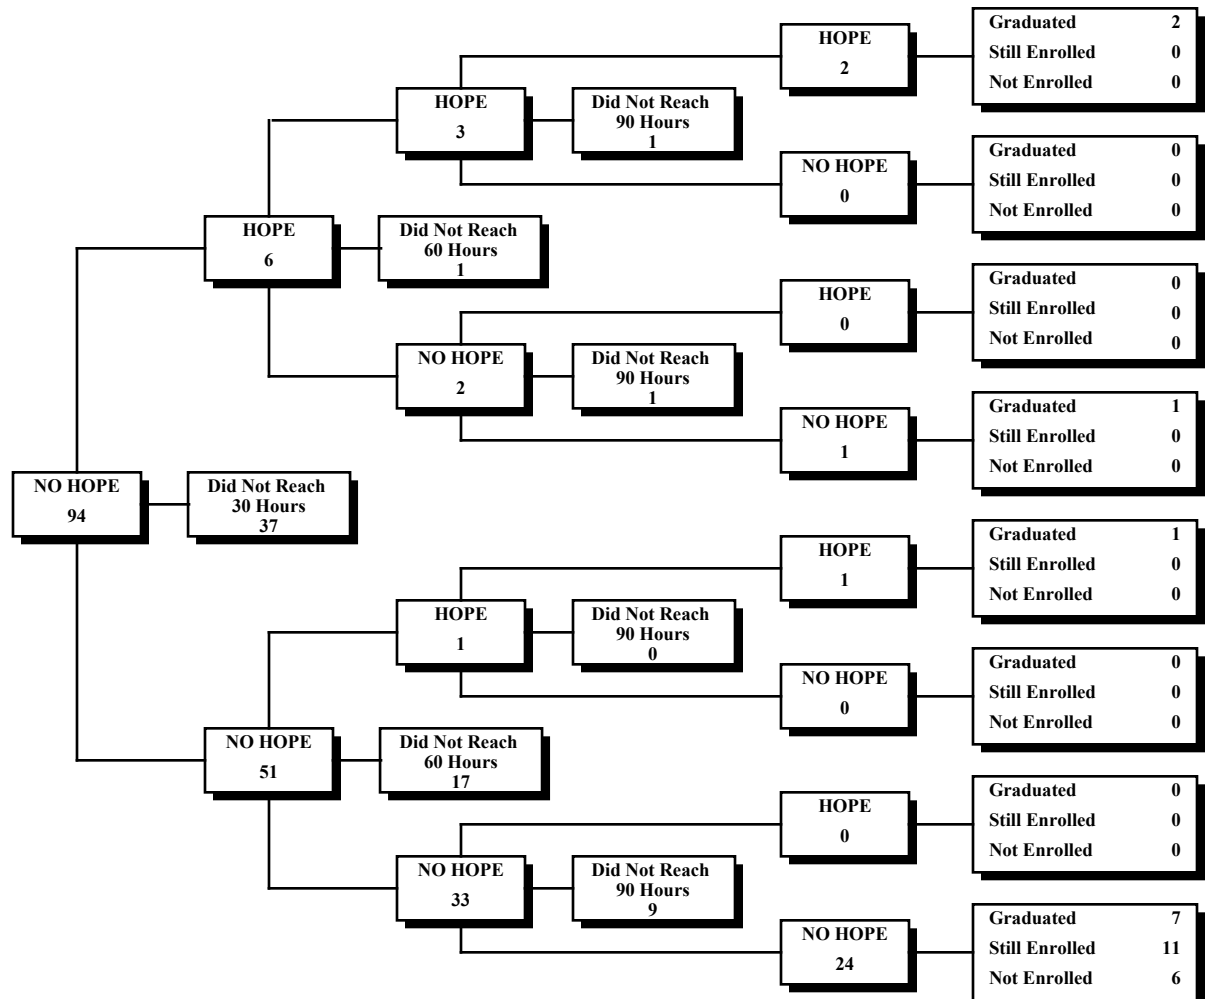 HOPE
2
Graduated 2
Still Enrolled 0
Not Enrolled 0
HOPE
3
Did Not Reach
90 Hours
1
NO HOPE
0
Graduated 0
Still Enrolled 0
Not Enrolled 0
HOPE
6
Did Not Reach
60 Hours
1
HOPE
0
Graduated 0
Still Enrolled 0
Not Enrolled 0
NO HOPE
2
Did Not Reach
90 Hours
1
NO HOPE
1
Graduated 1
Still Enrolled 0
Not Enrolled 0
NO HOPE
94
Did Not Reach
30 Hours
37
HOPE
1
Graduated 1
Still Enrolled 0
Not Enrolled 0
HOPE
1
Did Not Reach
90 Hours
0
NO HOPE
0
Graduated 0
Still Enrolled 0
Not Enrolled 0
NO HOPE
51
Did Not Reach
60 Hours
17
HOPE
0
Graduated 0
Still Enrolled 0
Not Enrolled 0
NO HOPE
33
Did Not Reach
90 Hours
9
NO HOPE
24
Graduated 7
Still Enrolled 11
Not Enrolled 6